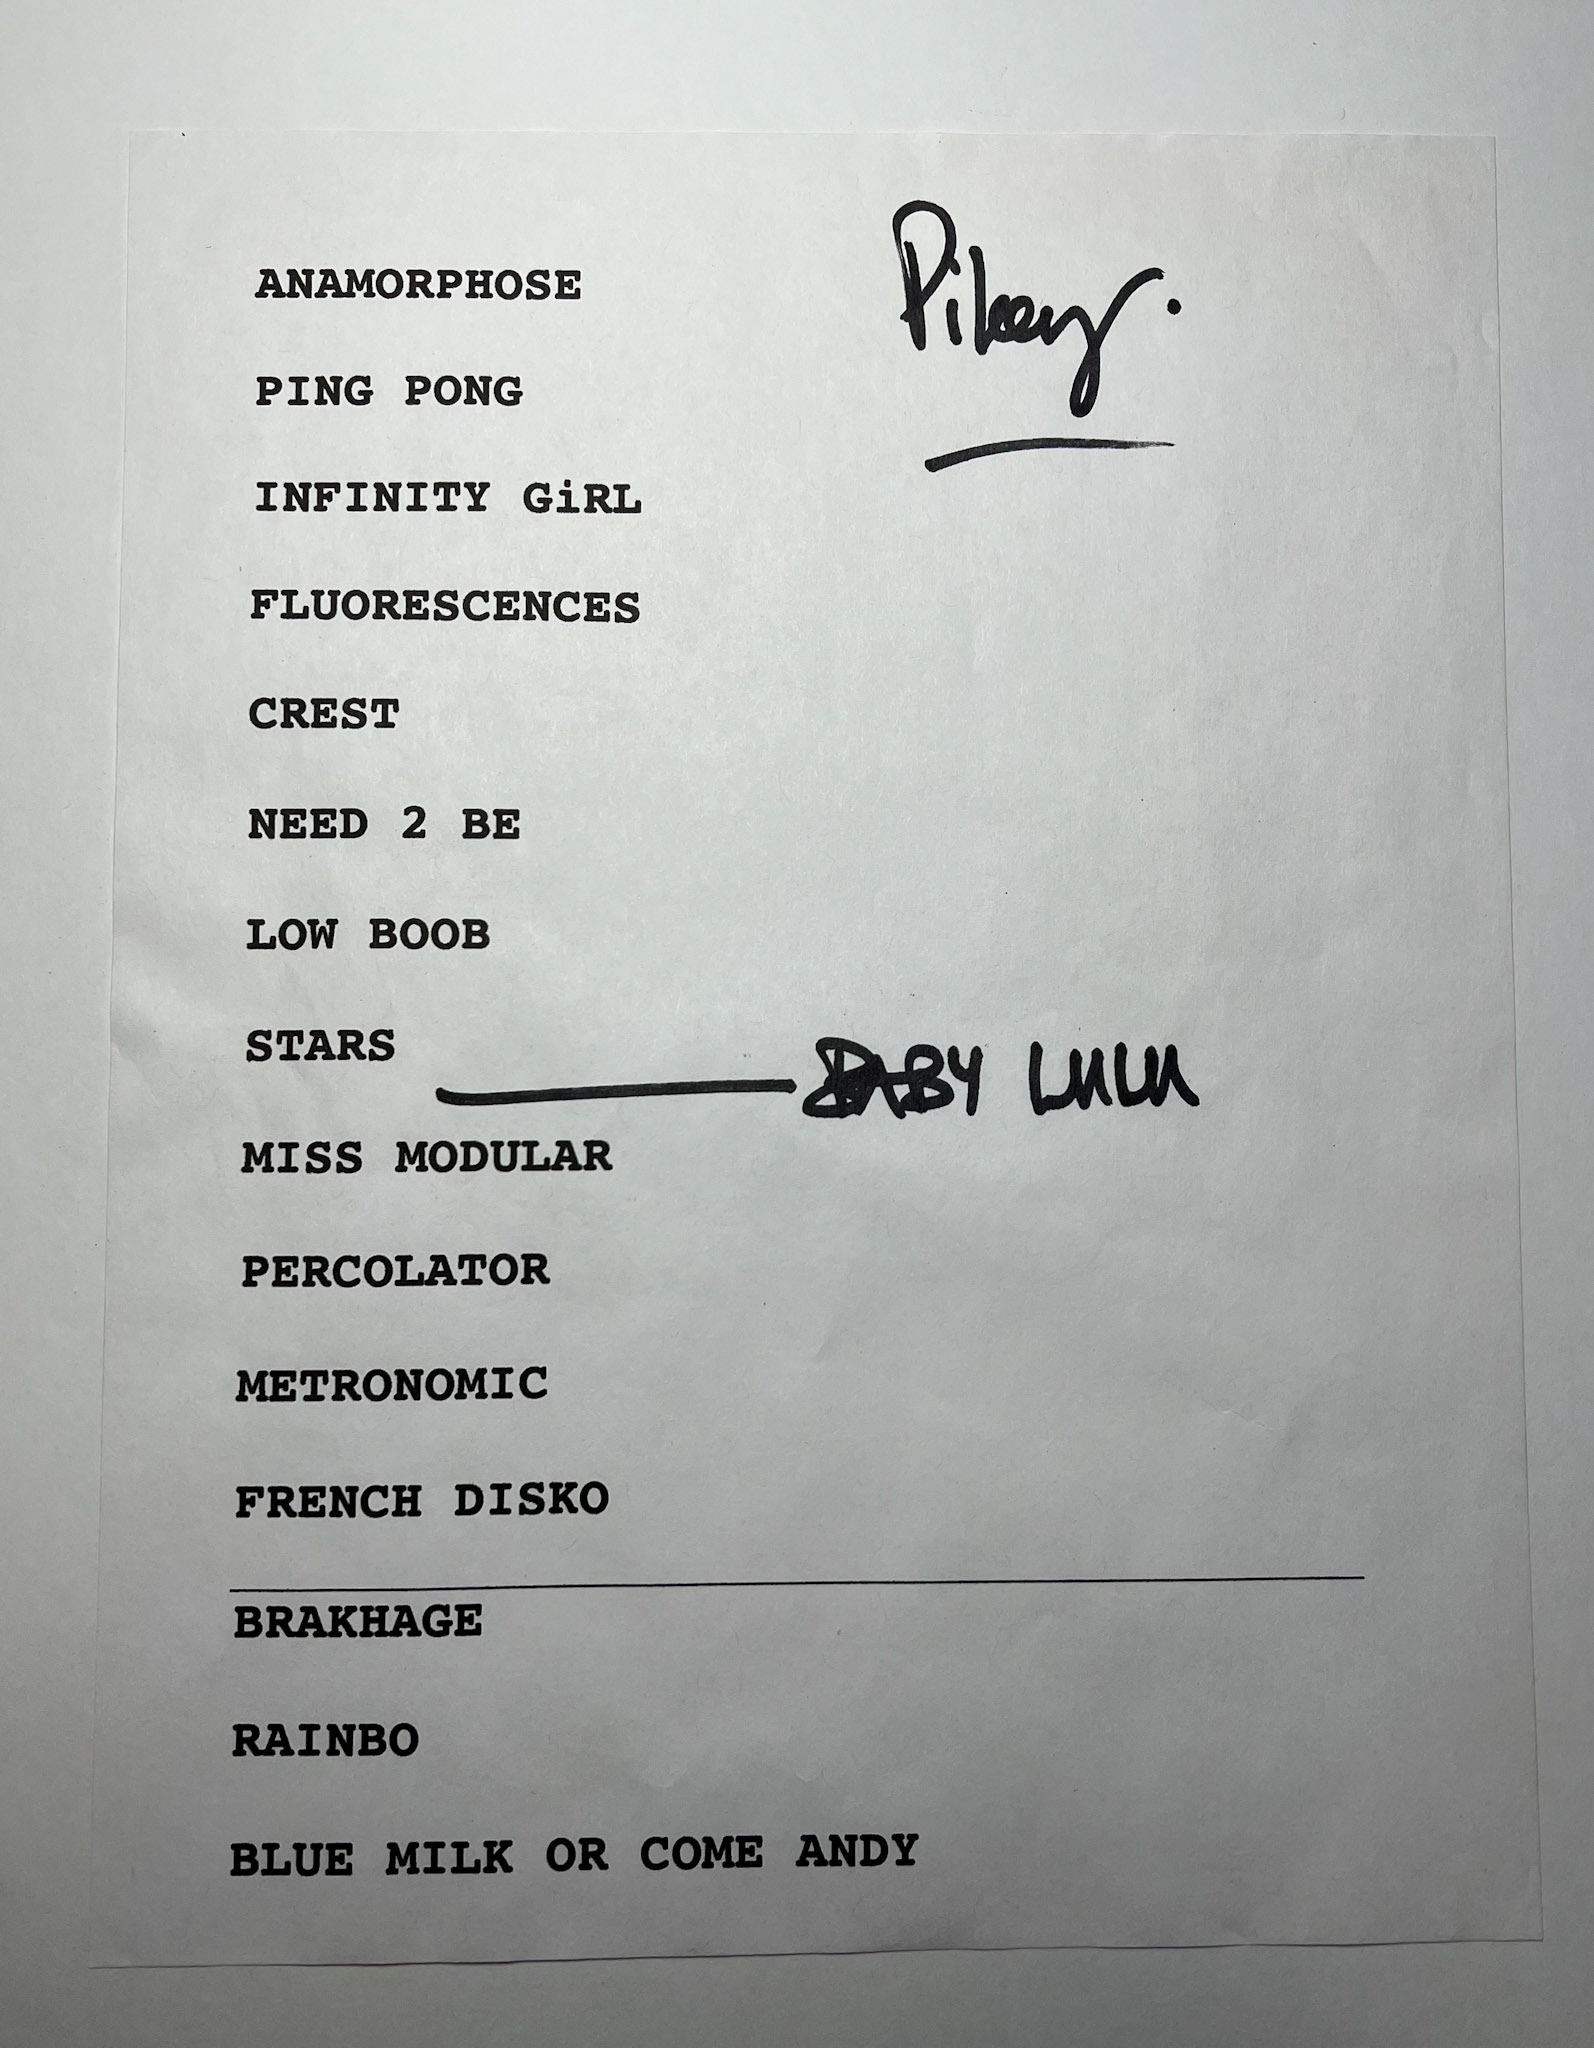 Pikey.
ANAMORPHOSE
PING PONG
INFINITY GiRL
FLUORESCENCES
CREST
NEED 2 BE
LOW BOOB
STARS
BABY LULU
MISS MODULAR
PERCOLATOR
METRONOMIC
FRENCH DISKO
BRAKHAGE
RAINBO
BLUE MILK OR COME ANDY